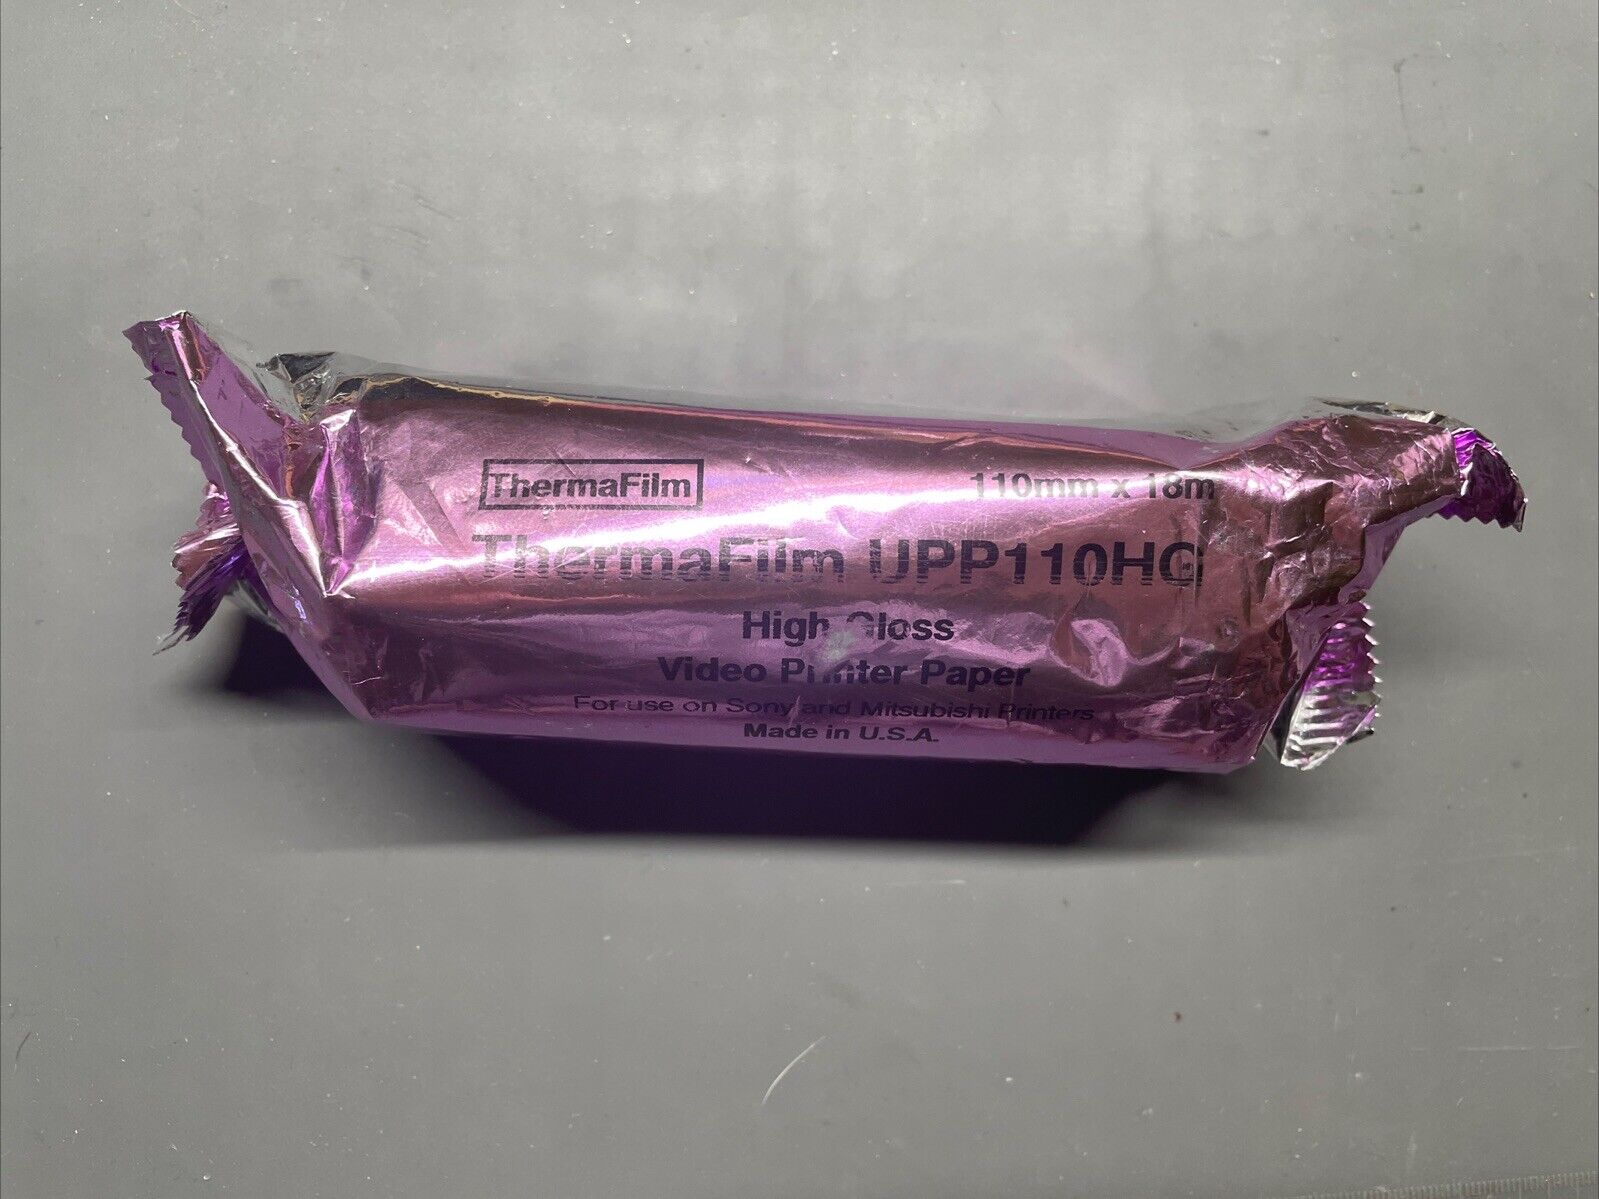 ThermaFilm
110mm x 18m
ThermaFilm UPP110HG
High Gloss
Video Printer Paper
For use on Sony and Mitsubishi Printers
Made in U.S.A.